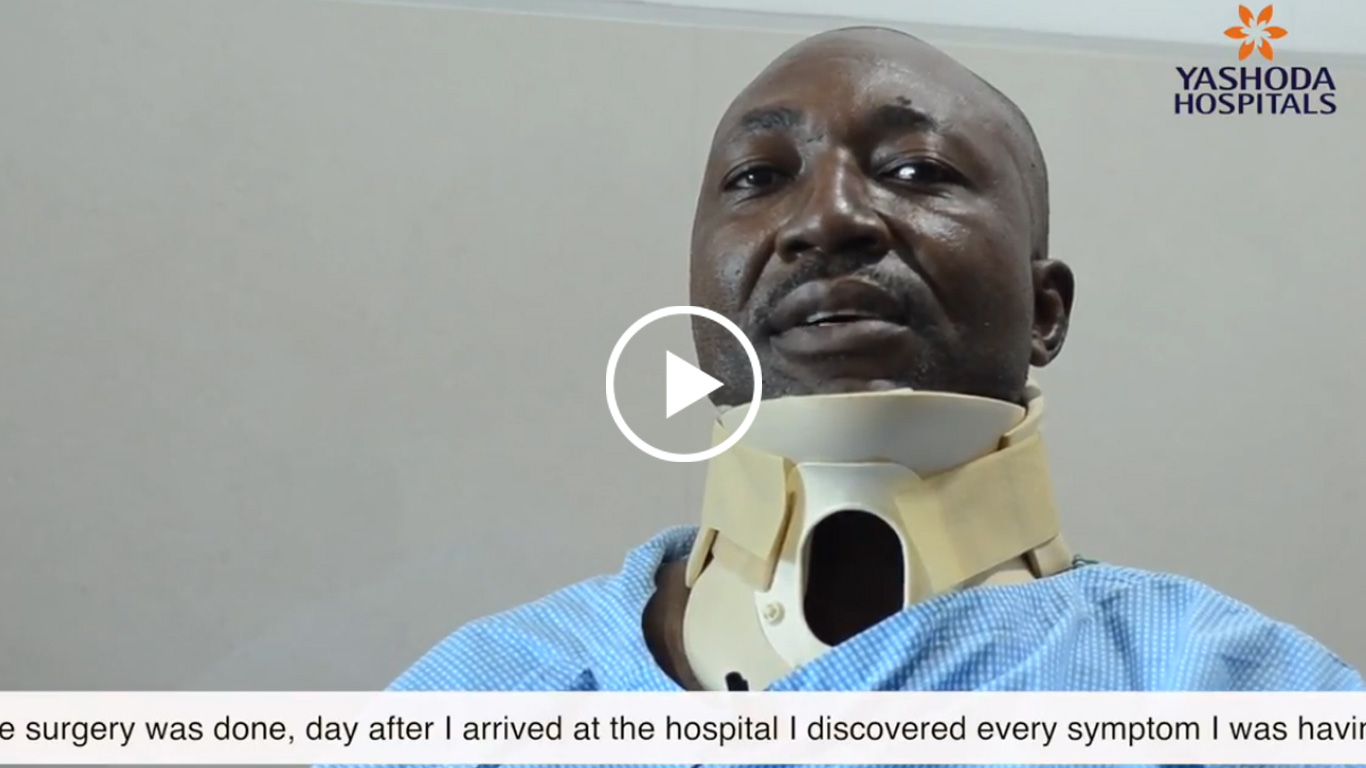 YASHODA
HOSPITALS
e surgery was done, day after I arrived at the hospital I discovered every symptom I was havin